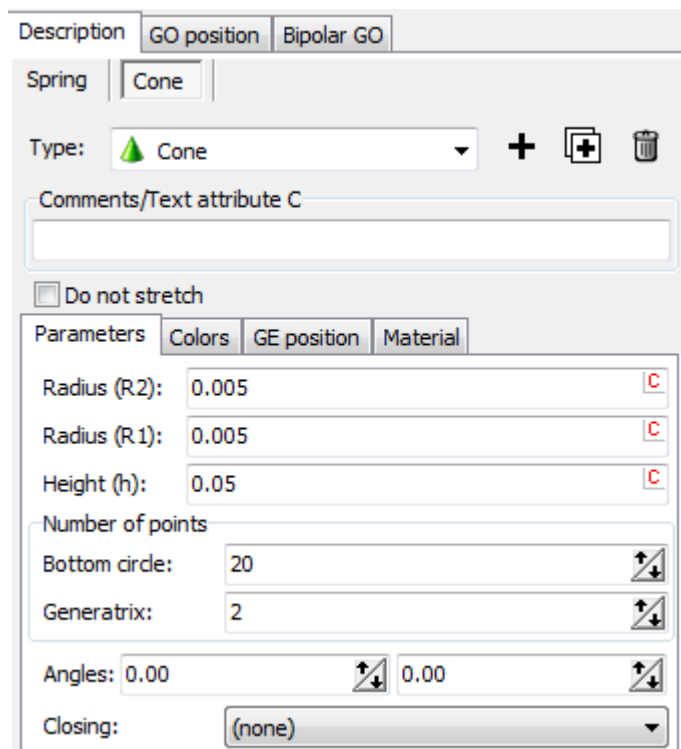 Description GO position Bipolar GO
Spring Cone
Type: Cone
Comments/Text attribute C
Do not stretch
Parameters Colors GE position Material
Radius (R2): 0.005 C
Radius (R1): 0.005 C
Height (h): 0.05 C
Number of points
Bottom circle: 20
Generatrix: 2
Angles: 0.00 0.00
Closing: (none)